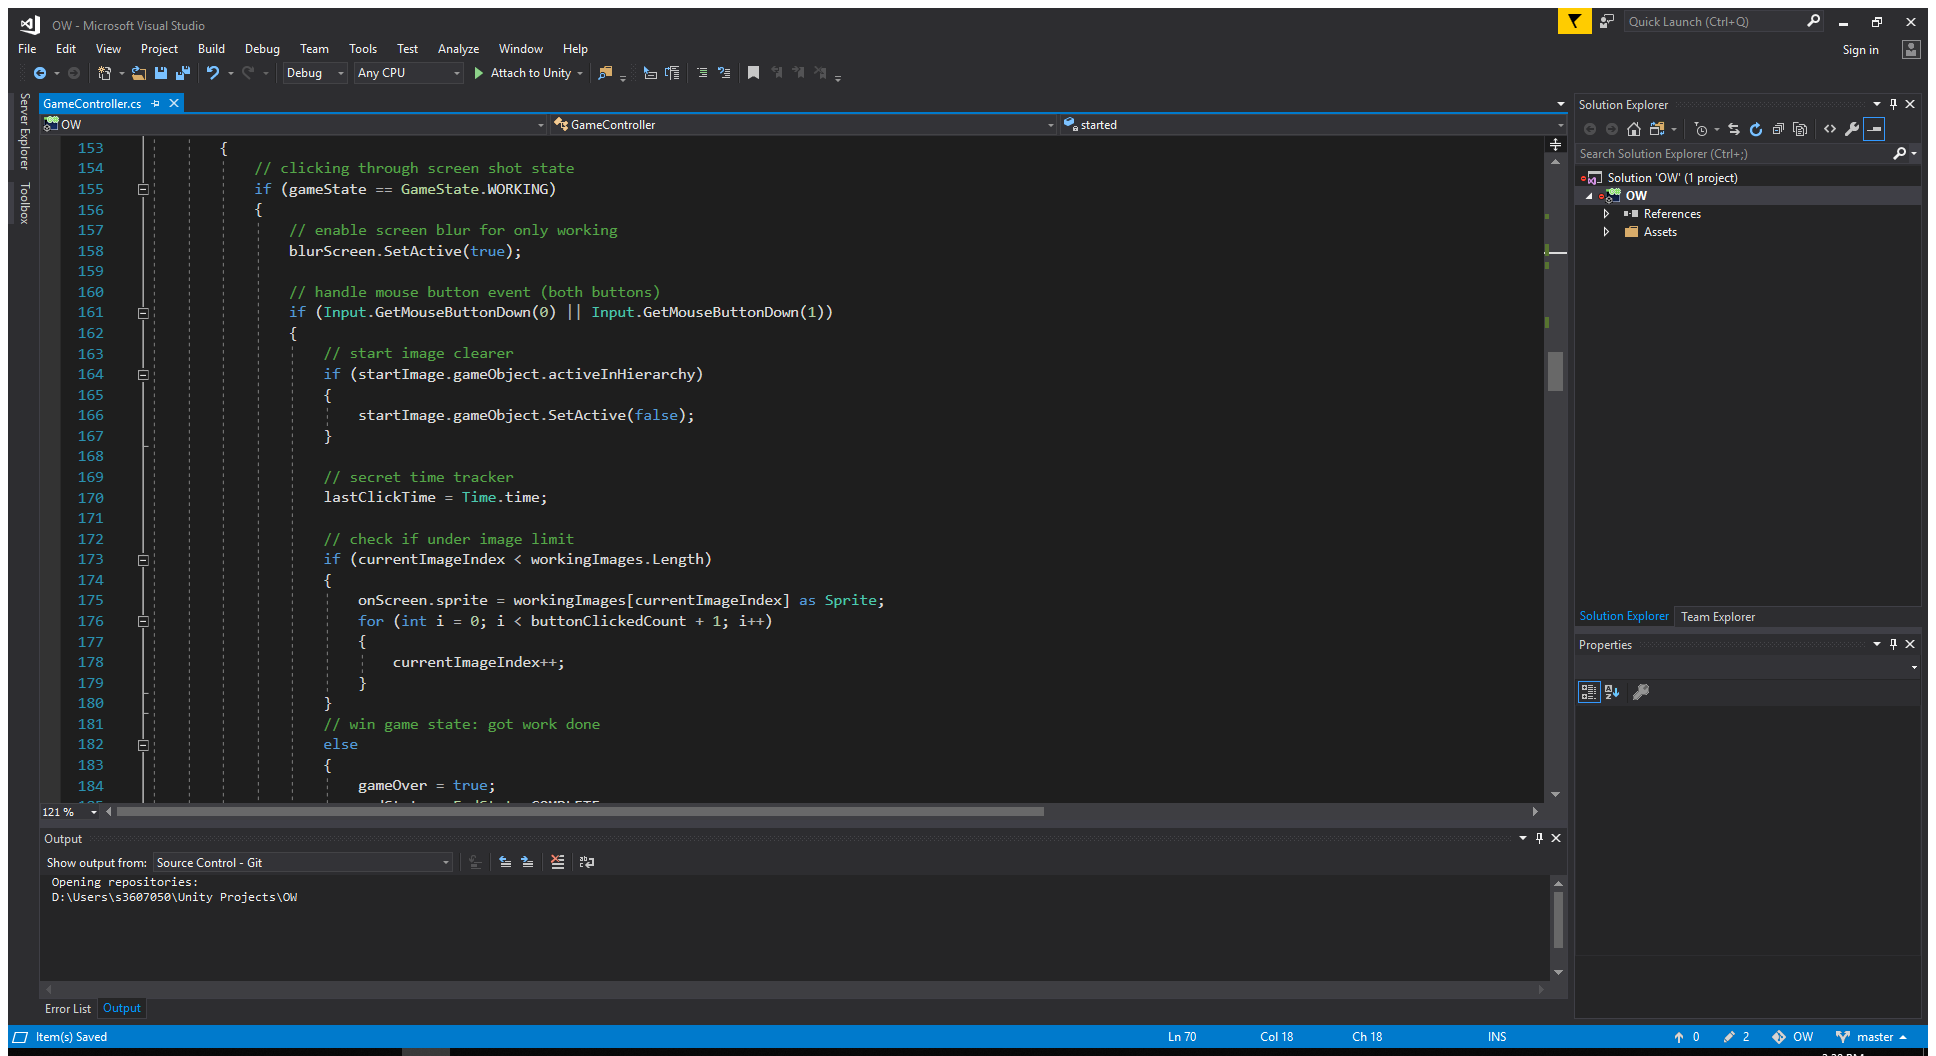 OW - Microsoft Visual Studio
Quick Launch (Ctrl+Q)
File Edit View Project Build Debug Team Tools Test Analyze Window Help
Sign in
Debug Any CPU Attach to Unity
Server Explorer
Toolbox
GameController.cs
OW GameController started
153 {
154 // clicking through screen shot state
155 if (gameState == GameState.WORKING)
156 {
157 // enable screen blur for only working
158 blurScreen.SetActive(true);
159
160 // handle mouse button event (both buttons)
161 if (Input.GetMouseButtonDown(0) || Input.GetMouseButtonDown(1))
162 {
163 // start image clearer
164 if (startImage.gameObject.activeInHierarchy)
165 {
166 startImage.gameObject.SetActive(false);
167 }
168
169 // secret time tracker
170 lastClickTime = Time.time;
171
172 // check if under image limit
173 if (currentImageIndex < workingImages.Length)
174 {
175 onScreen.sprite = workingImages[currentImageIndex] as Sprite;
176 for (int i = 0; i < buttonClickedCount + 1; i++)
177 {
178 currentImageIndex++;
179 }
180 }
181 // win game state: got work done
182 else
183 {
184 gameOver = true;
121 %
Output
Show output from: Source Control - Git
Opening repositories:
D:\Users\s3607050\Unity Projects\OW
Error List Output
Solution Explorer
Search Solution Explorer (Ctrl+;)
Solution 'OW' (1 project)
OW
References
Assets
Solution Explorer Team Explorer
Properties
Item(s) Saved Ln 70 Col 18 Ch 18 INS 0 2 OW master